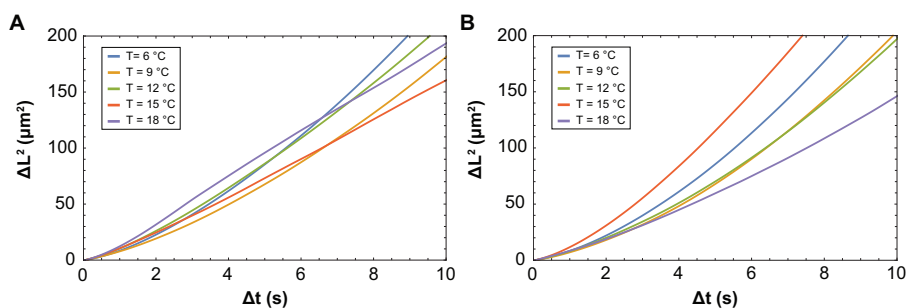 A
200
150
100
50
0
ΔL² (μm²)
T= 6 °C
T = 9 °C
T = 12 °C
T = 15 °C
T = 18 °C
0 2 4 6 8 10
Δt (s)
B
200
150
100
50
0
ΔL² (μm²)
T= 6 °C
T = 9 °C
T = 12 °C
T = 15 °C
T = 18 °C
0 2 4 6 8 10
Δt (s)